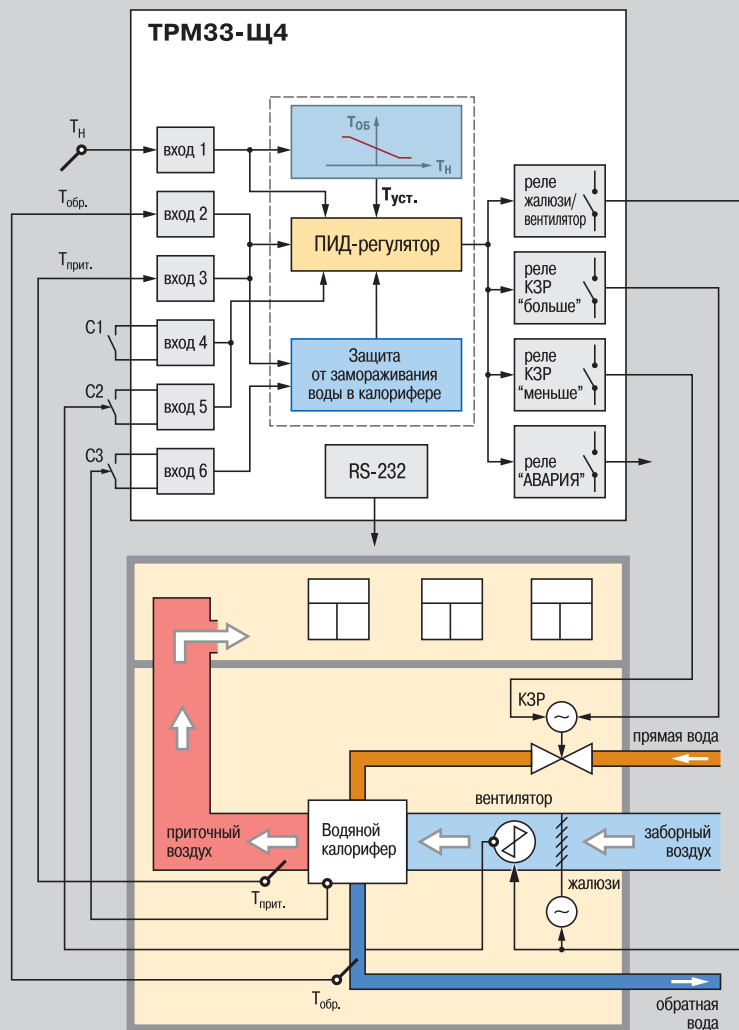 ТРМ33-Щ4
Tн
Tобр.
Tприт.
C1
C2
C3
вход 1
вход 2
вход 3
вход 4
вход 5
вход 6
TОБ
TН
Tуст.
ПИД-регулятор
Защита
от замораживания
воды в калорифере
RS-232
реле
жалюзи/
вентилятор
реле
КЗР
“больше”
реле
КЗР
“меньше”
реле
“АВАРИЯ”
КЗР
~
прямая вода
вентилятор
приточный
воздух
Водяной
калорифер
заборный
воздух
жалюзи
~
Tприт.
Tобр.
обратная
вода